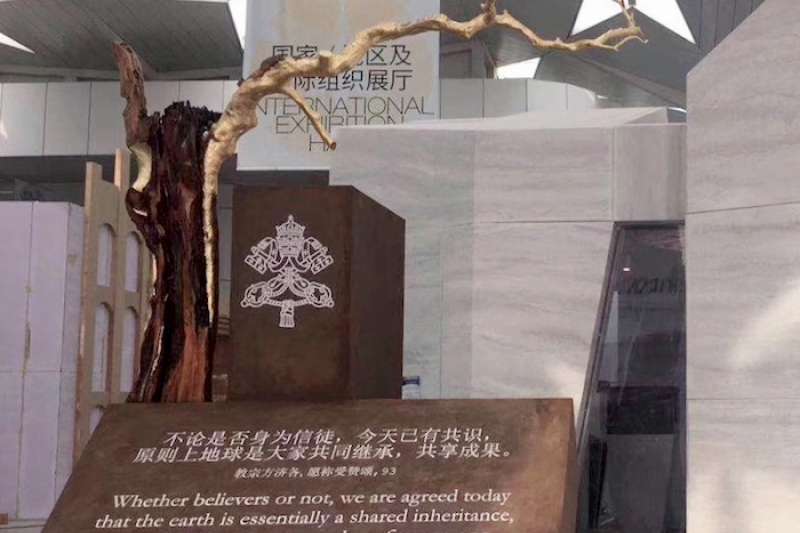 国家、地区及
际组织展厅
INTERNATIONAL
EXHIBITION
不论是否身为信徒，今天已有共识，
原则上地球是大家共同继承，共享成果。
教宗方济各、愿祢受赞颂，93
Whether believers or not, we are agreed today
that the earth is essentially a shared inheritance,